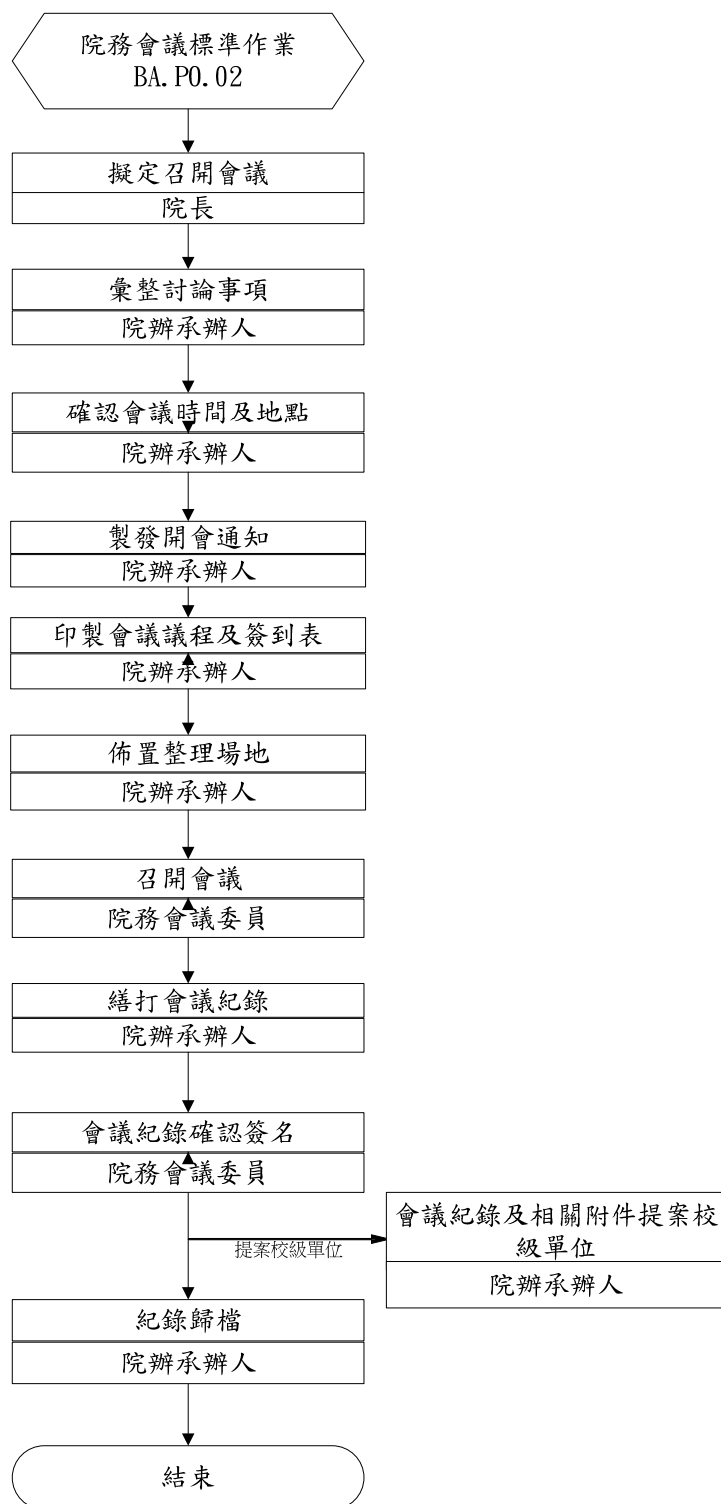 院務會議標準作業
BA.PO.02
擬定召開會議
院長
彙整討論事項
院辦承辦人
確認會議時間及地點
院辦承辦人
製發開會通知
院辦承辦人
印製會議議程及簽到表
院辦承辦人
佈置整理場地
院辦承辦人
召開會議
院務會議委員
繕打會議紀錄
院辦承辦人
會議紀錄確認簽名
院務會議委員
提案校級單位
會議紀錄及相關附件提案校
級單位
院辦承辦人
紀錄歸檔
院辦承辦人
結束